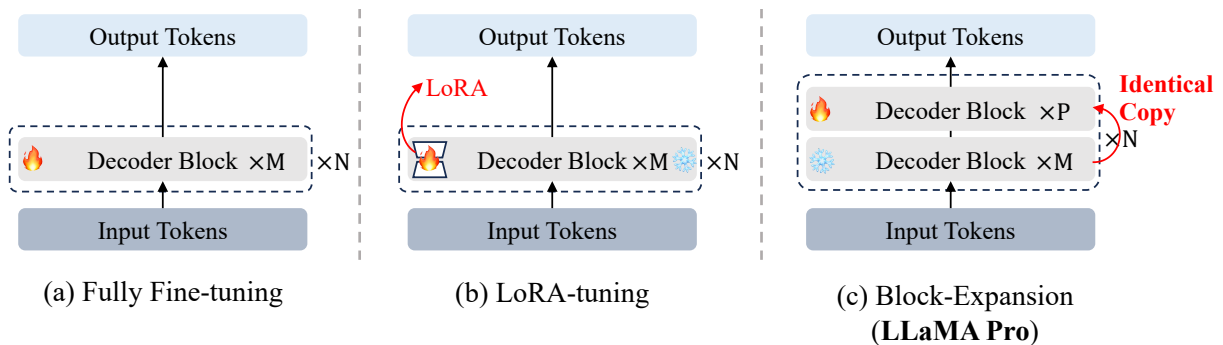 Output Tokens
LoRA
Decoder Block ×M
×N
Input Tokens
(a) Fully Fine-tuning
Output Tokens
Decoder Block ×M
×N
Input Tokens
(b) LoRA-tuning
Output Tokens
Identical
Copy
Decoder Block ×P
Decoder Block ×M
×N
Input Tokens
(c) Block-Expansion
(LLaMA Pro)